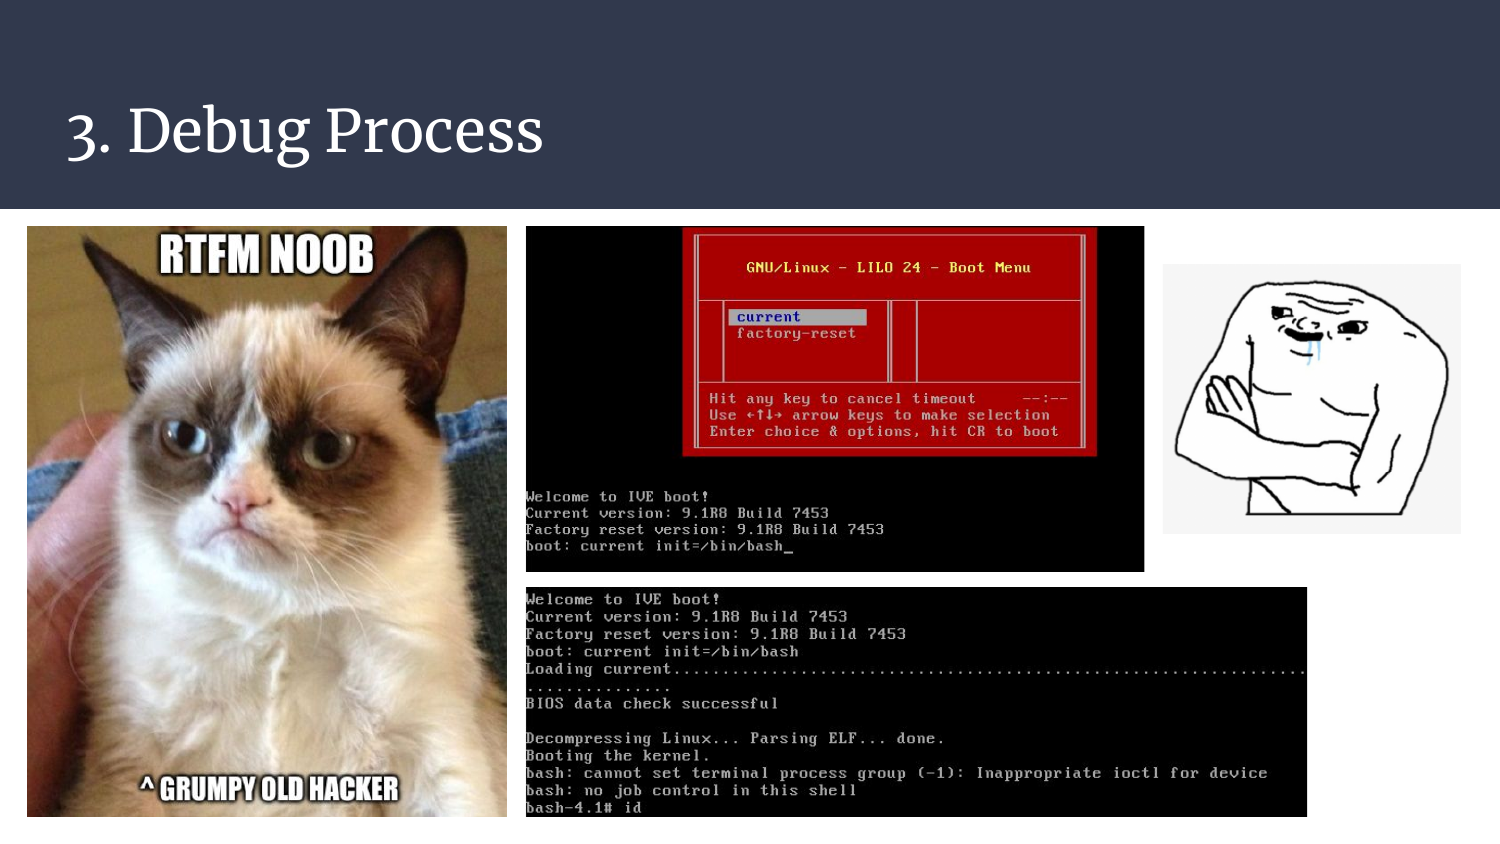 3. Debug Process
RTFM NOOB
^ GRUMPY OLD HACKER
GNU/Linux - LILO 24 - Boot Menu
current
factory-reset
Hit any key to cancel timeout --:--
Use ←↑↓→ arrow keys to make selection
Enter choice & options, hit CR to boot
Welcome to IVE boot!
Current version: 9.1R8 Build 7453
Factory reset version: 9.1R8 Build 7453
boot: current init=/bin/bash_
Welcome to IVE boot!
Current version: 9.1R8 Build 7453
Factory reset version: 9.1R8 Build 7453
boot: current init=/bin/bash
Loading current.................................................................
...............
BIOS data check successful
Decompressing Linux... Parsing ELF... done.
Booting the kernel.
bash: cannot set terminal process group (-1): Inappropriate ioctl for device
bash: no job control in this shell
bash-4.1# id